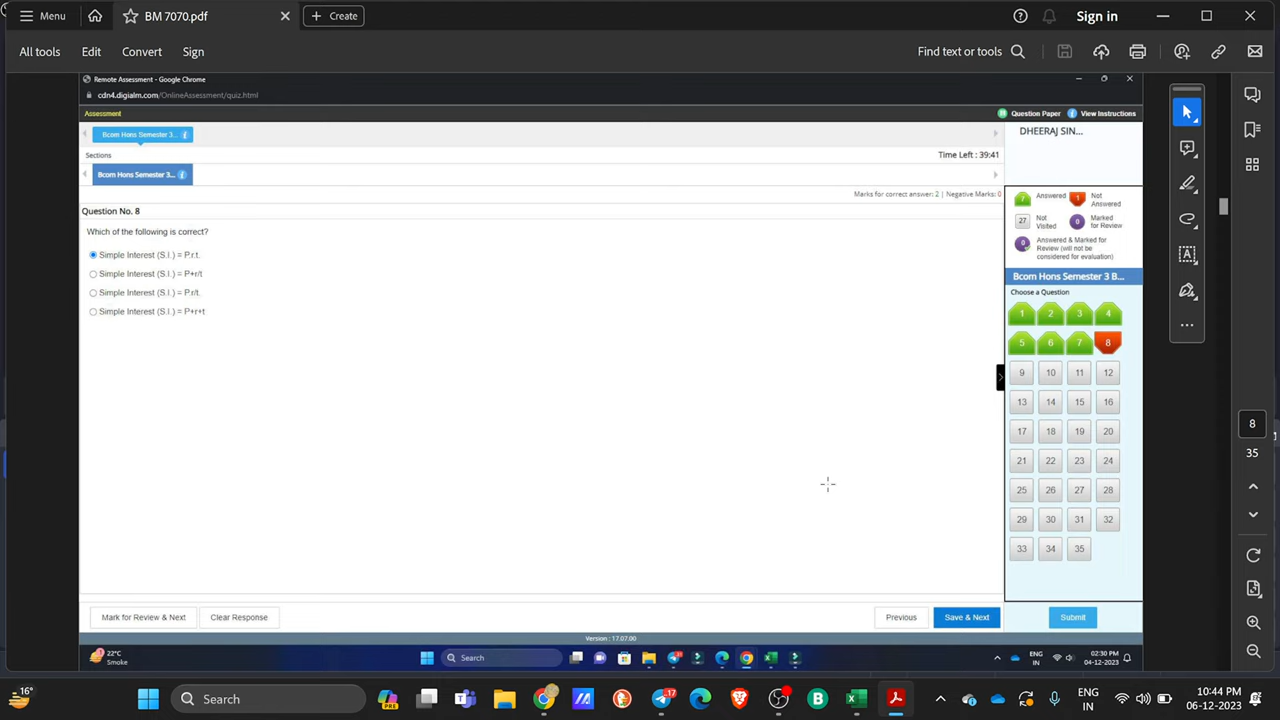 Menu
BM 7070.pdf
Create
Sign in
All tools
Edit
Convert
Sign
Find text or tools
Remote Assessment - Google Chrome
cdn4.digialm.com/OnlineAssessment/quiz.html
Assessment
Question Paper
View Instructions
Bcom Hons Semester 3...
DHEERAJ SIN...
Sections
Time Left : 39:41
Bcom Hons Semester 3...
Marks for correct answer: 2 | Negative Marks: 0
Question No. 8
Which of the following is correct?
Simple Interest (S.I.) = P.r.t.
Simple Interest (S.I.) = P+r/t
Simple Interest (S.I.) = P.r/t.
Simple Interest (S.I.) = P+r+t
7 Answered
1 Not Answered
27 Not Visited
0 Marked for Review
0 Answered & Marked for Review (will not be considered for evaluation)
Bcom Hons Semester 3 B...
Choose a Question
1 2 3 4
5 6 7 8
9 10 11 12
13 14 15 16
17 18 19 20
21 22 23 24
25 26 27 28
29 30 31 32
33 34 35
8
35
Mark for Review & Next
Clear Response
Previous
Save & Next
Submit
Version : 17.07.00
22°C
Smoke
Search
ENG
IN
02:30 PM
04-12-2023
16°
Search
PRE
17
ENG
IN
10:44 PM
06-12-2023